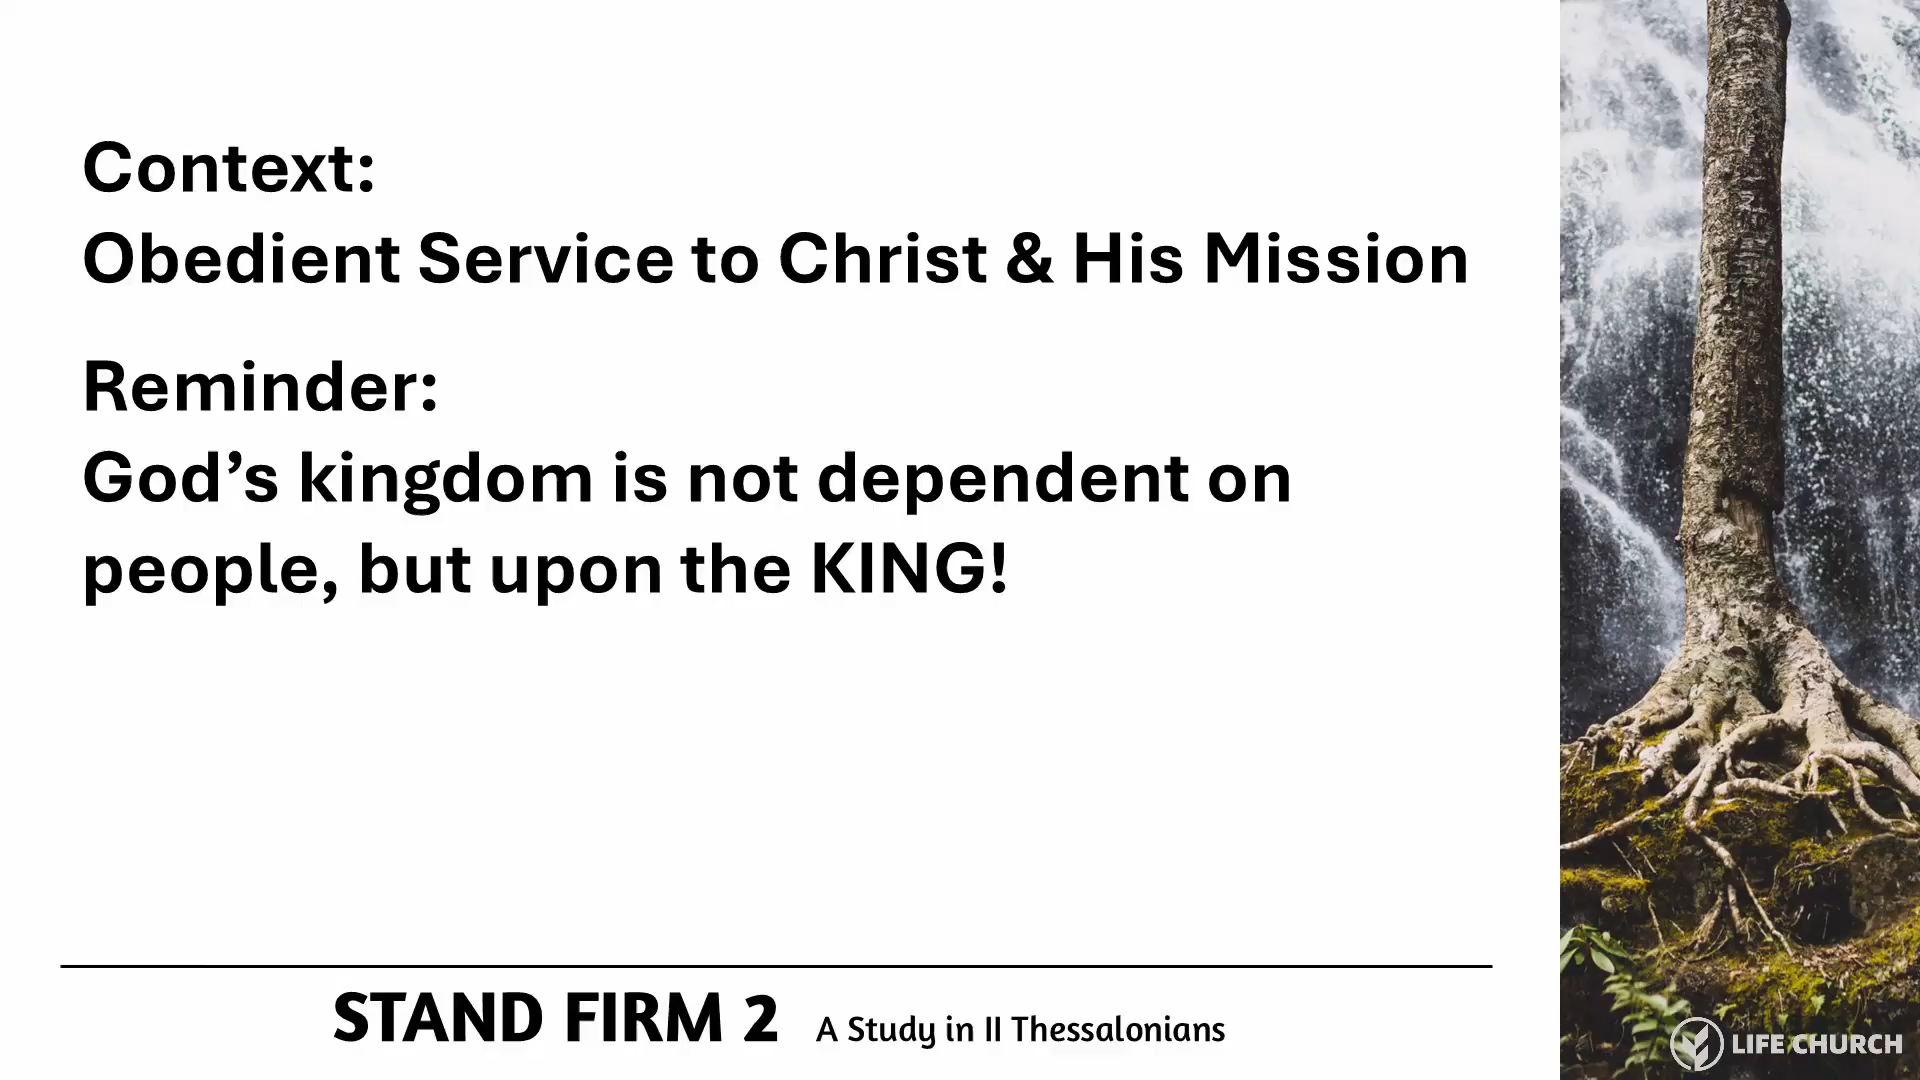 Context:
Obedient Service to Christ & His Mission
Reminder:
God’s kingdom is not dependent on
people, but upon the KING!
STAND FIRM 2 A Study in II Thessalonians
LIFE CHURCH